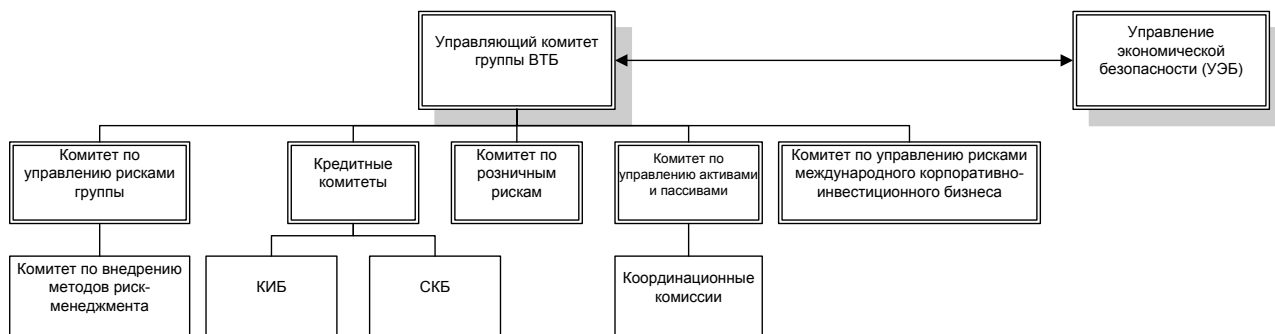 Управляющий комитет
группы ВТБ
Управление
экономической
безопасности (УЭБ)
Комитет по
управлению рисками
группы
Кредитные
комитеты
Комитет по
розничным
рискам
Комитет по
управлению активами
и пассивами
Комитет по управлению рисками
международного корпоративно-
инвестиционного бизнеса
Комитет по внедрению
методов риск-
менеджмента
КИБ
СКБ
Координационные
комиссии